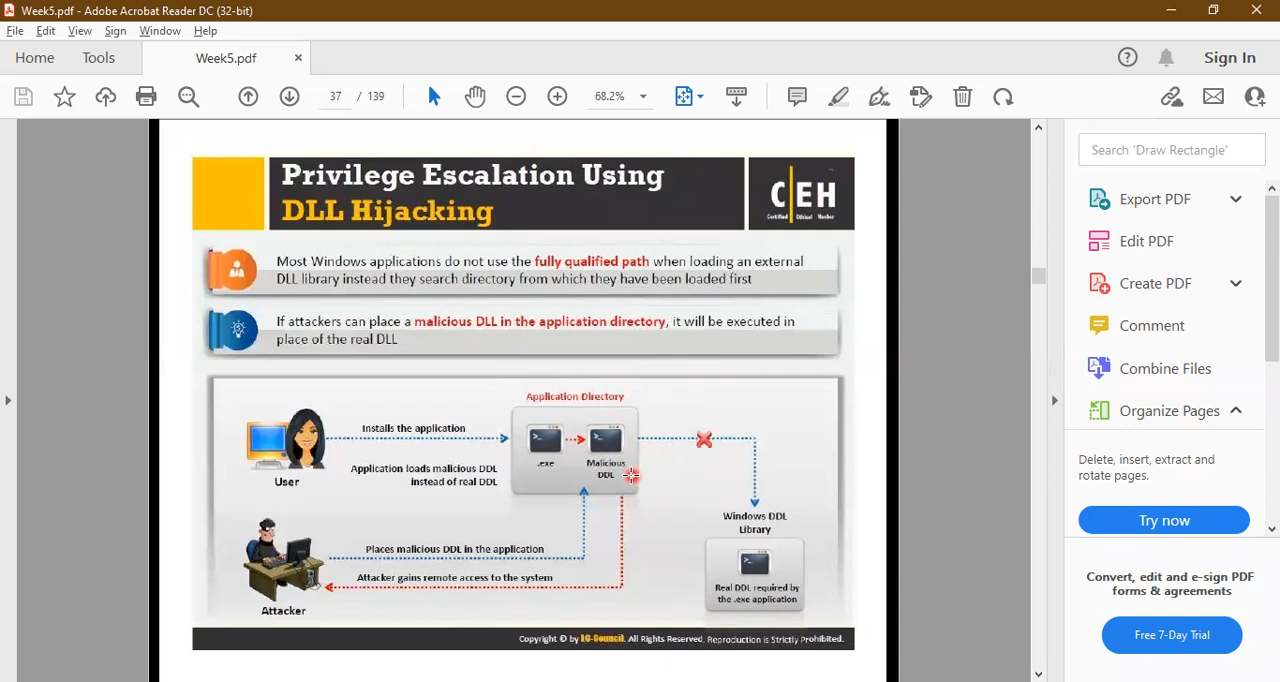 Week5.pdf - Adobe Acrobat Reader DC (32-bit)
File Edit View Sign Window Help
Home Tools Week5.pdf × Sign In
37 / 139 68.2%
Privilege Escalation Using
DLL Hijacking
C|EH
Certified Ethical Hacker
Most Windows applications do not use the fully qualified path when loading an external
DLL library instead they search directory from which they have been loaded first
If attackers can place a malicious DLL in the application directory, it will be executed in
place of the real DLL
Application Directory
Installs the application
.exe
Malicious
DDL
Application loads malicious DDL
instead of real DDL
User
Windows DDL
Library
Places malicious DDL in the application
Attacker gains remote access to the system
Real DDL required by
the .exe application
Attacker
Copyright © by EC-Council. All Rights Reserved. Reproduction is Strictly Prohibited.
Search 'Draw Rectangle'
Export PDF
Edit PDF
Create PDF
Comment
Combine Files
Organize Pages
Delete, insert, extract and
rotate pages.
Try now
Convert, edit and e-sign PDF
forms & agreements
Free 7-Day Trial